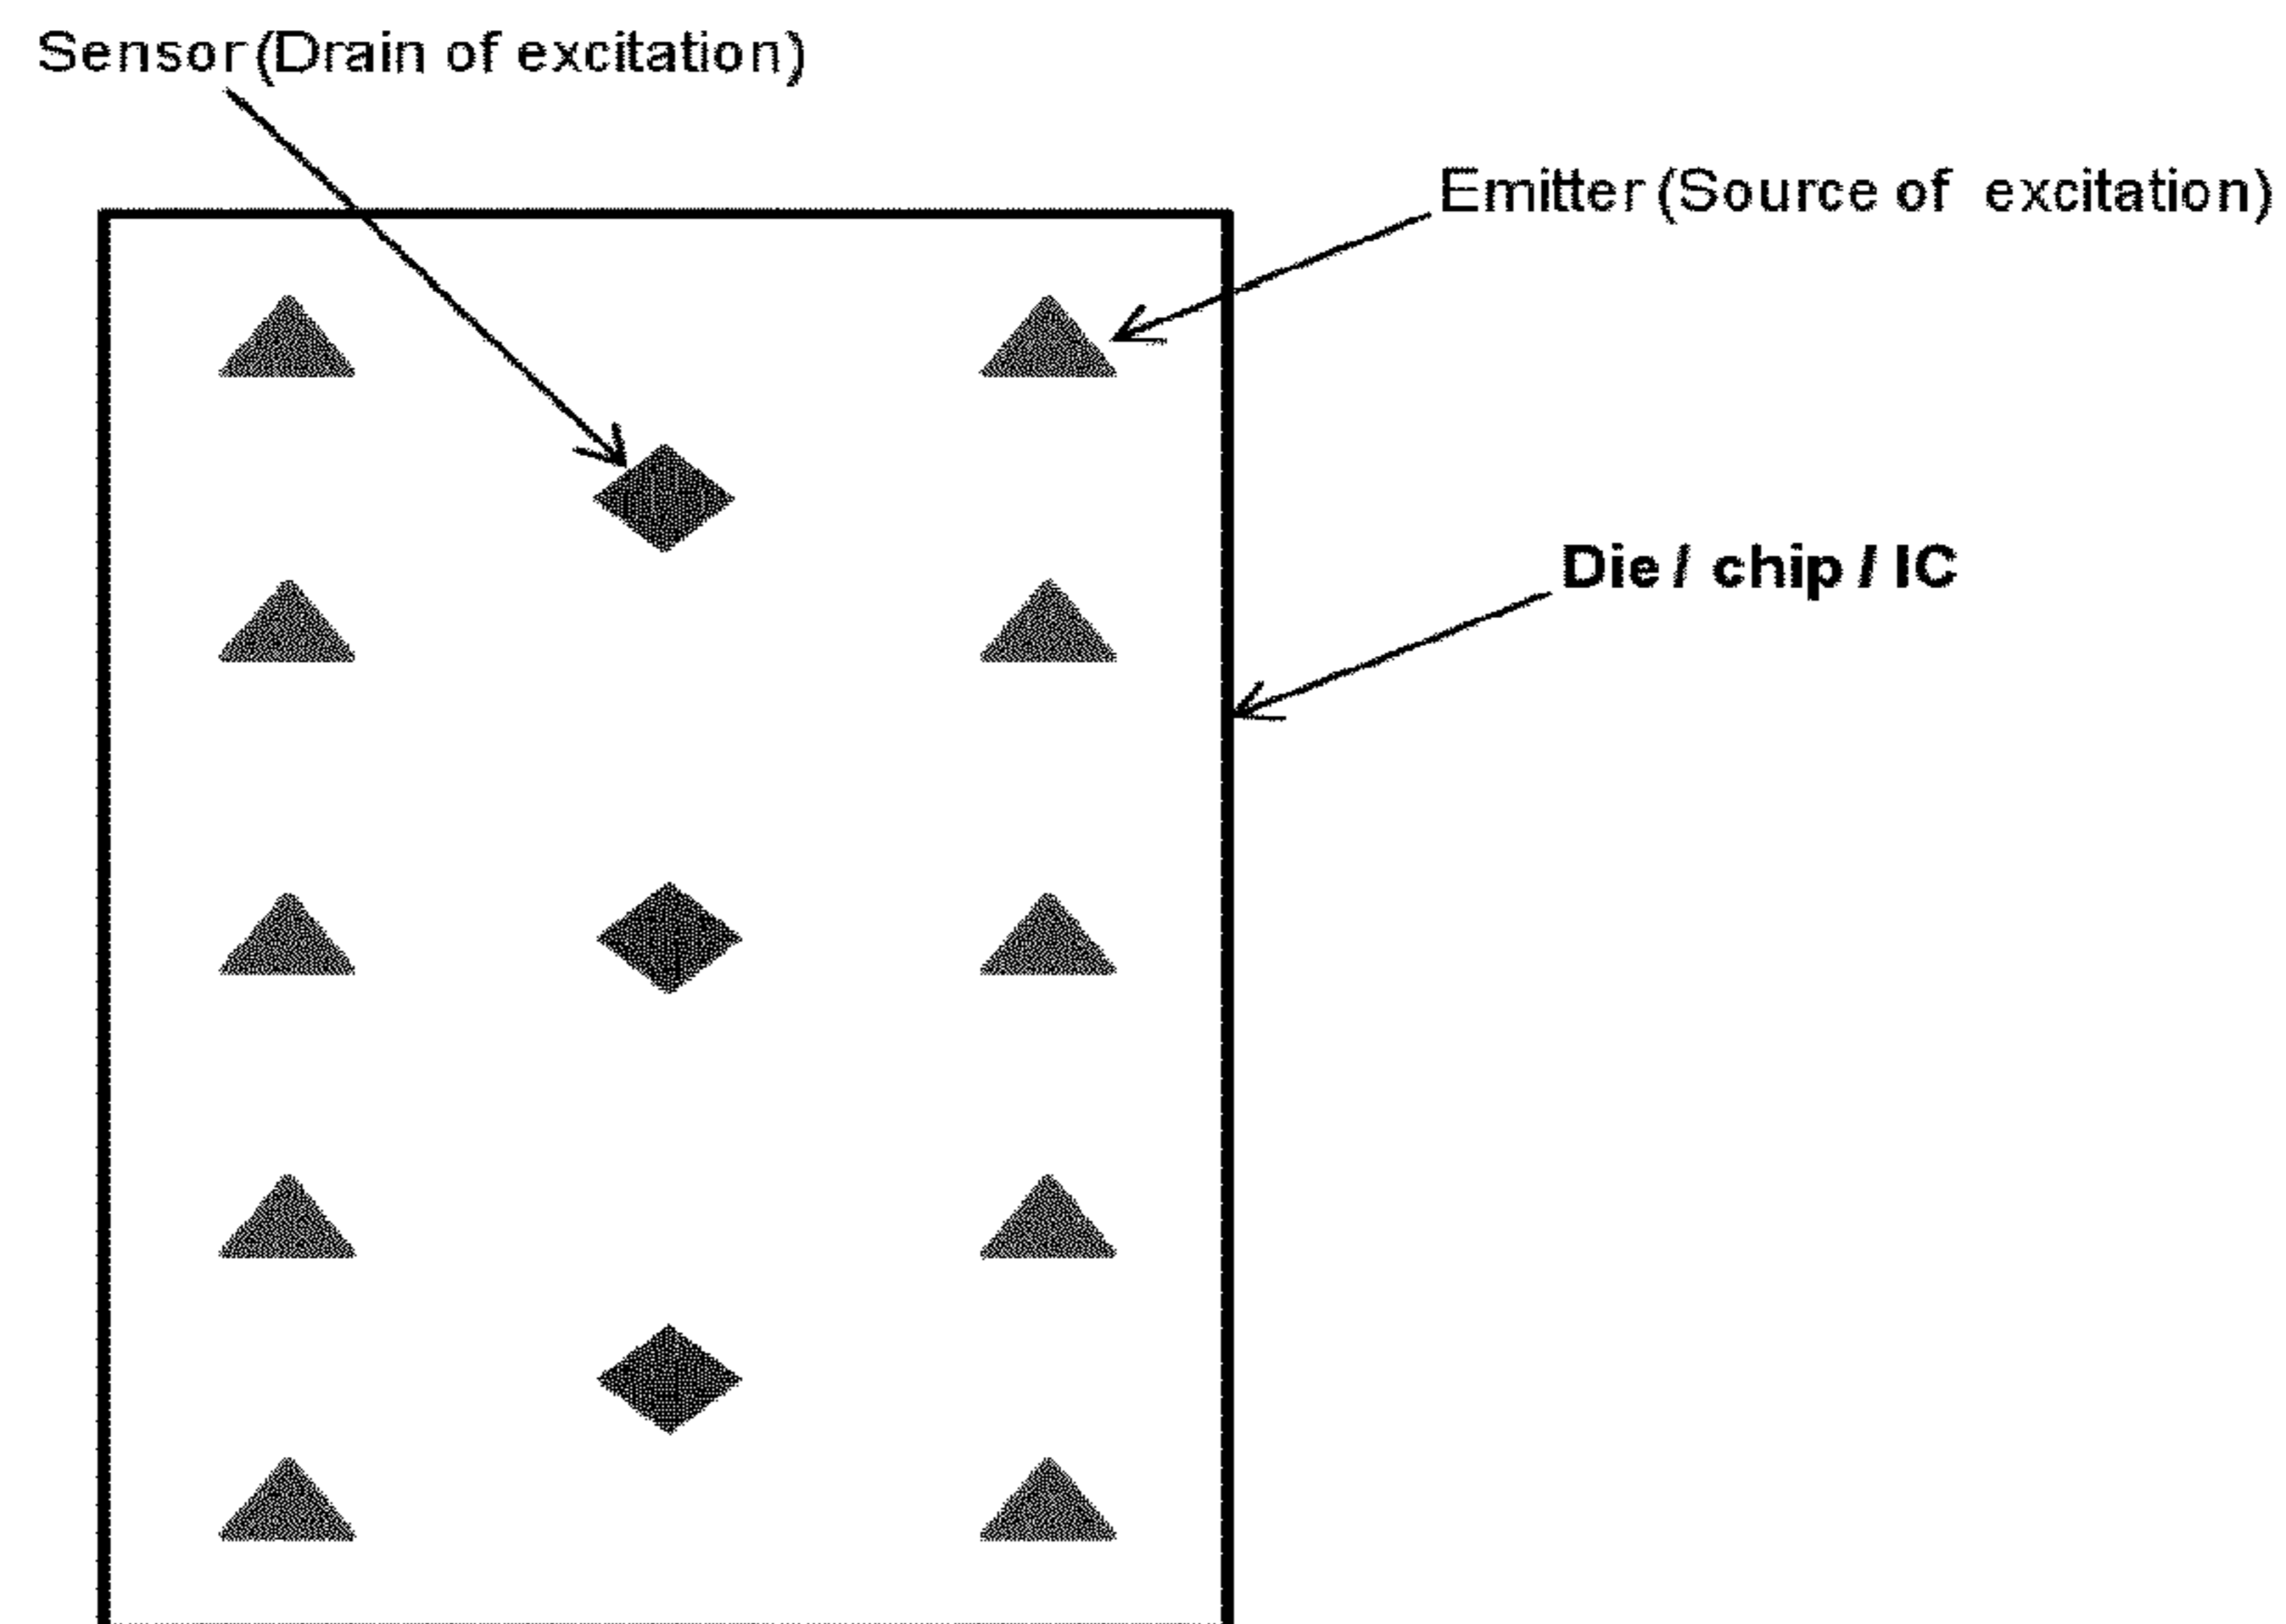 Sensor (Drain of excitation)
Emitter (Source of excitation)
Die / chip / IC